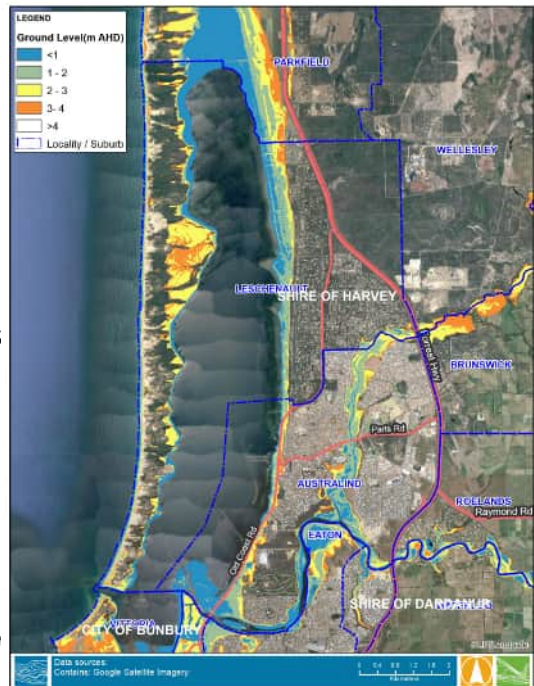 LEGEND
Ground Level(m AHD)
<1
1 - 2
2 - 3
3- 4
>4
Locality / Suburb
PARKFIELD
WELLESLEY
LESCHENAULT
SHIRE OF HARVEY
Forrest Hwy
BRUNSWICK
Paris Rd
AUSTRALIND
ROELANDS
Raymond Rd
Old Coast Rd
EATON
SHIRE OF DARDANUP
VITTORIA
CITY OF BUNBURY
Data sources:
Contains: Google Satellite Imagery